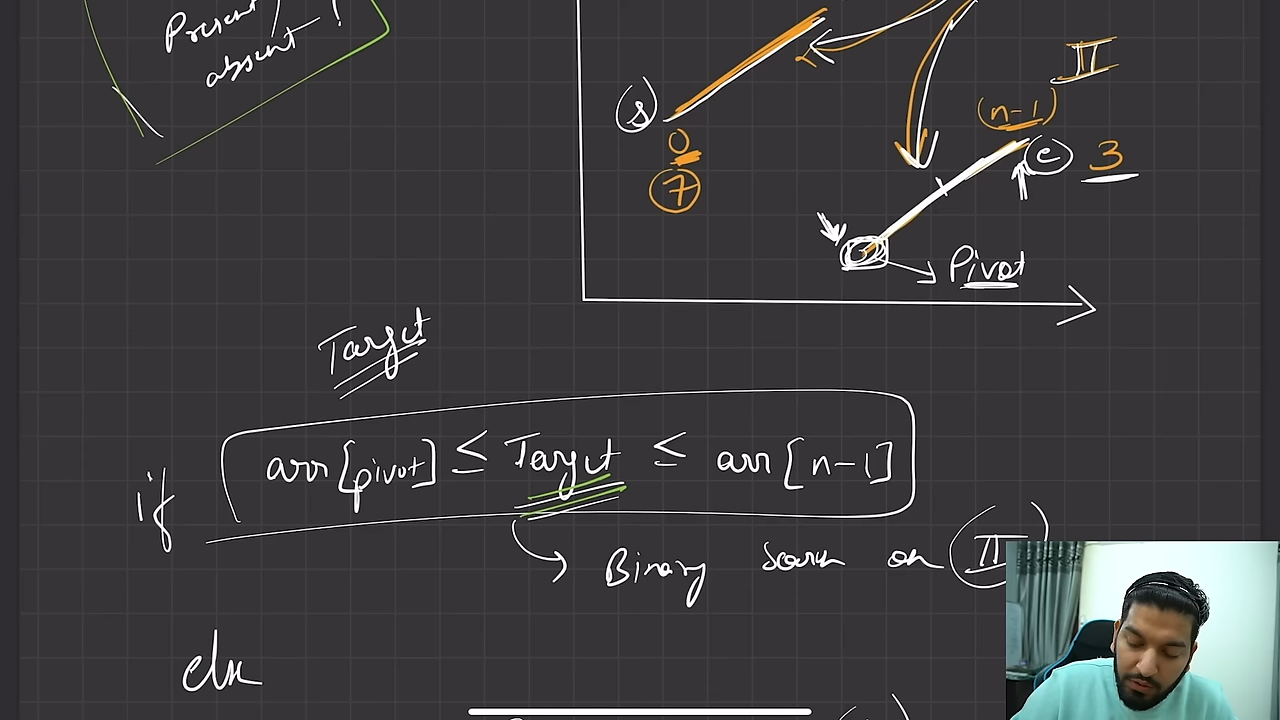 Present /
absent !
II
(n-1)
s
0
7
e
3
Pivot
Target
if arr[pivot] ≤ Target ≤ arr[n-1]
Binary search on II
else